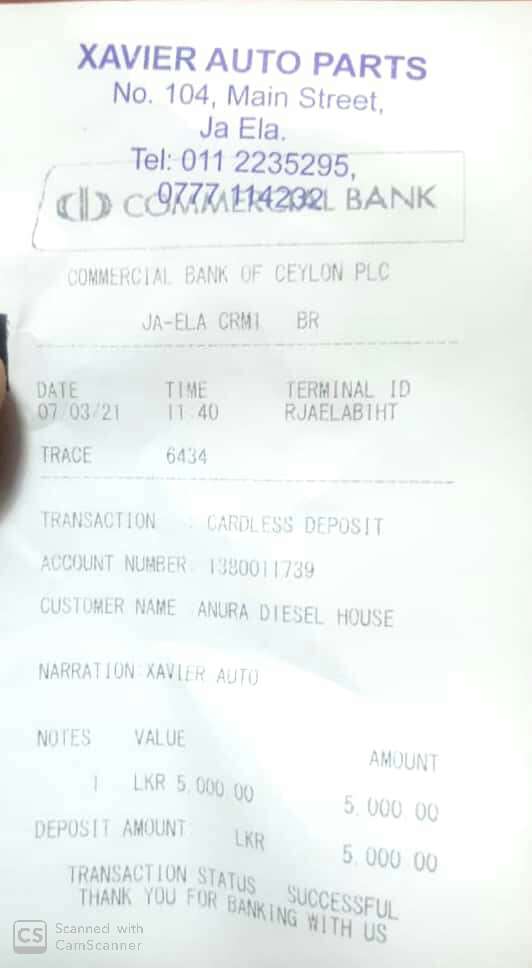 XAVIER AUTO PARTS
No. 104, Main Street,
Ja Ela.
Tel: 011 2235295,
0777 114232
COMMERCIAL BANK
COMMERCIAL BANK OF CEYLON PLC
JA-ELA CRM1 BR
DATE TIME TERMINAL ID
07/03/21 11:40 RJAELAB1HT
TRACE 6434
TRANSACTION : CARDLESS DEPOSIT
ACCOUNT NUMBER: 1380011739
CUSTOMER NAME ANURA DIESEL HOUSE
NARRATION:XAVIER AUTO
NOTES VALUE AMOUNT
1 LKR 5,000.00 5,000.00
DEPOSIT AMOUNT LKR 5,000.00
TRANSACTION STATUS SUCCESSFUL
THANK YOU FOR BANKING WITH US
CS Scanned with
CamScanner